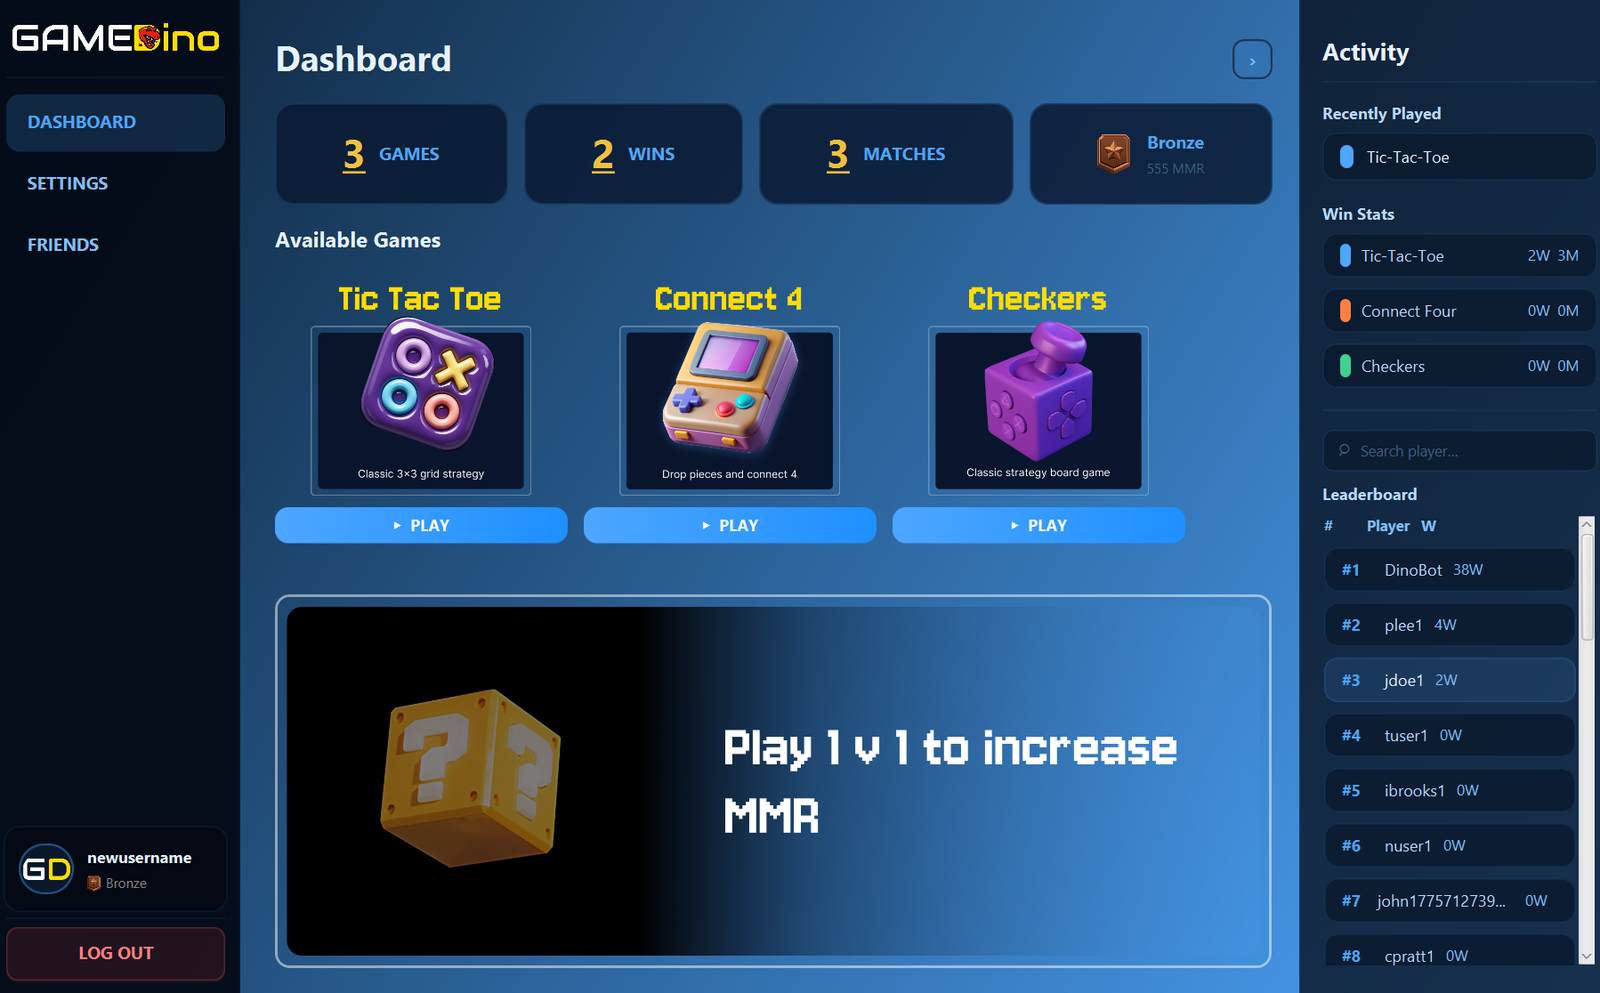 GAMEDino
DASHBOARD
SETTINGS
FRIENDS
GD
newusername
Bronze
LOG OUT
Dashboard
›
3 GAMES
2 WINS
3 MATCHES
Bronze
555 MMR
Available Games
Tic Tac Toe
Classic 3×3 grid strategy
▸ PLAY
Connect 4
Drop pieces and connect 4
▸ PLAY
Checkers
Classic strategy board game
▸ PLAY
? ?
Play 1 v 1 to increase
MMR
Activity
Recently Played
Tic-Tac-Toe
Win Stats
Tic-Tac-Toe 2W 3M
Connect Four 0W 0M
Checkers 0W 0M
Search player...
Leaderboard
# Player W
#1 DinoBot 38W
#2 plee1 4W
#3 jdoe1 2W
#4 tuser1 0W
#5 ibrooks1 0W
#6 nuser1 0W
#7 john1775712739... 0W
#8 cpratt1 0W